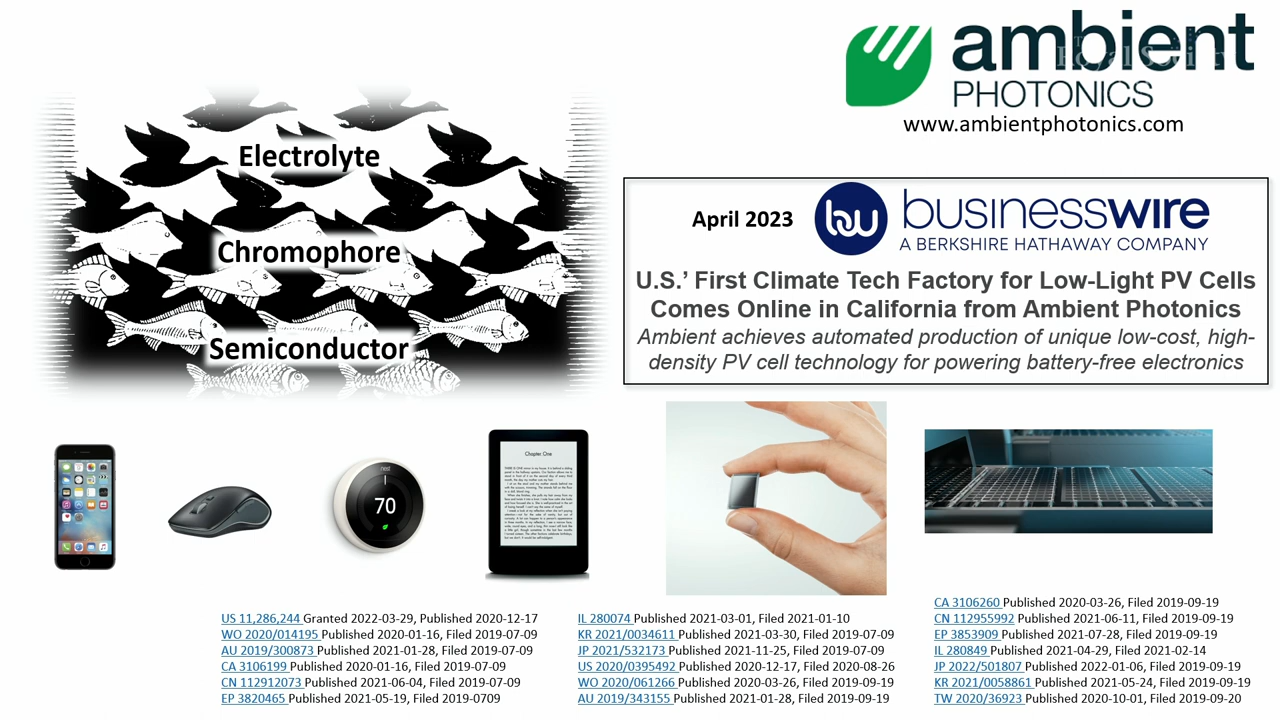 ambient
PHOTONICS
The Royal Society
www.ambientphotonics.com
Electrolyte
Chromophore
Semiconductor
April 2023
bw
businesswire
A BERKSHIRE HATHAWAY COMPANY
U.S.’ First Climate Tech Factory for Low-Light PV Cells
Comes Online in California from Ambient Photonics
Ambient achieves automated production of unique low-cost, high-
density PV cell technology for powering battery-free electronics
nest
70
Chapter One
US 11,286,244 Granted 2022-03-29, Published 2020-12-17
WO 2020/014195 Published 2020-01-16, Filed 2019-07-09
AU 2019/300873 Published 2021-01-28, Filed 2019-07-09
CA 3106199 Published 2020-01-16, Filed 2019-07-09
CN 112912073 Published 2021-06-04, Filed 2019-07-09
EP 3820465 Published 2021-05-19, Filed 2019-0709
IL 280074 Published 2021-03-01, Filed 2021-01-10
KR 2021/0034611 Published 2021-03-30, Filed 2019-07-09
JP 2021/532173 Published 2021-11-25, Filed 2019-07-09
US 2020/0395492 Published 2020-12-17, Filed 2020-08-26
WO 2020/061266 Published 2020-03-26, Filed 2019-09-19
AU 2019/343155 Published 2021-01-28, Filed 2019-09-19
CA 3106260 Published 2020-03-26, Filed 2019-09-19
CN 112955992 Published 2021-06-11, Filed 2019-09-19
EP 3853909 Published 2021-07-28, Filed 2019-09-19
IL 280849 Published 2021-04-29, Filed 2021-02-14
JP 2022/501807 Published 2022-01-06, Filed 2019-09-19
KR 2021/0058861 Published 2021-05-24, Filed 2019-09-19
TW 2020/36923 Published 2020-10-01, Filed 2019-09-20